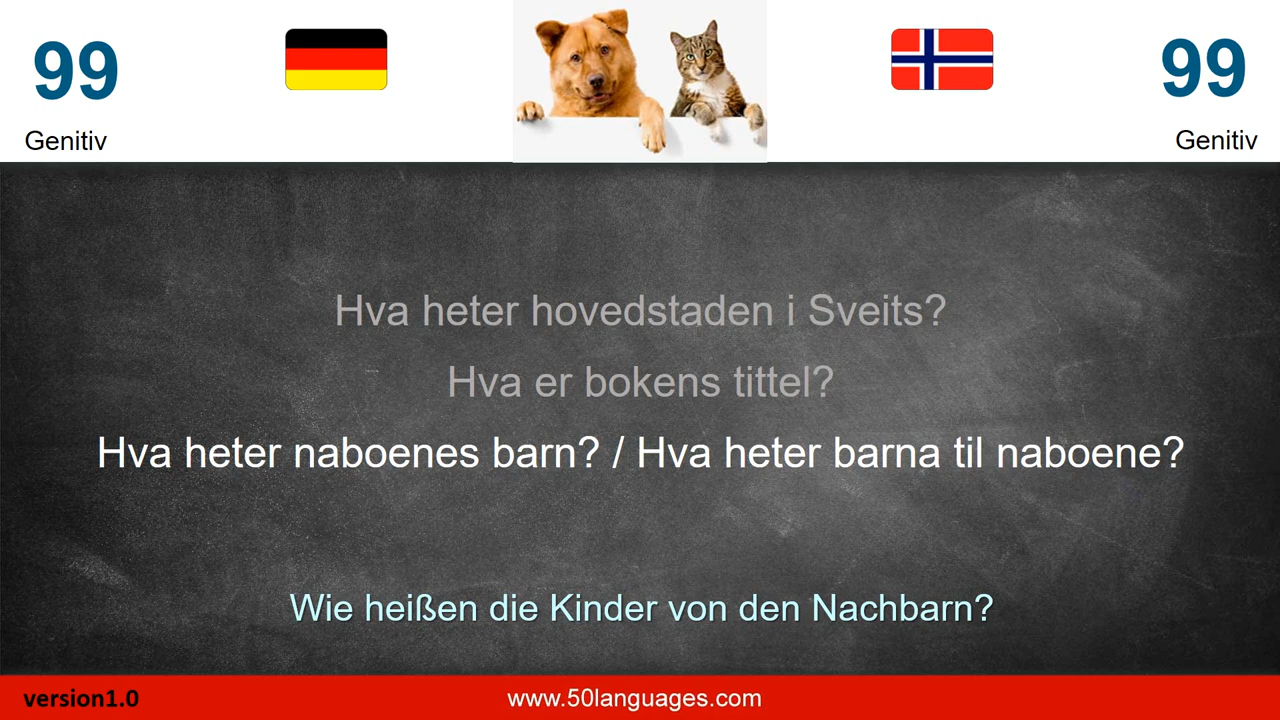 99
99
Genitiv
Genitiv
Hva heter hovedstaden i Sveits?
Hva er bokens tittel?
Hva heter naboenes barn? / Hva heter barna til naboene?
Wie heißen die Kinder von den Nachbarn?
version1.0
www.50languages.com